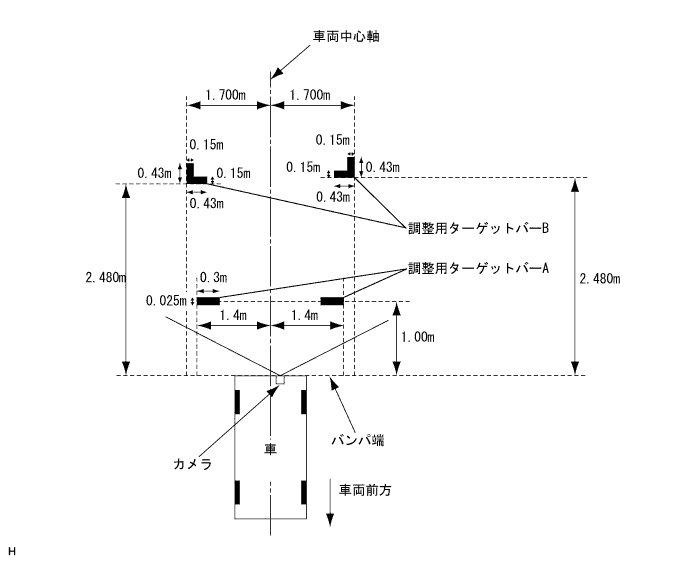 車両中心軸
1.700m
1.700m
0.15m
0.15m
0.43m
0.15m
0.15m
0.43m
0.43m
0.43m
調整用ターゲットバーB
調整用ターゲットバーA
2.480m
0.3m
2.480m
0.025m
1.4m
1.4m
1.00m
車
バンパ端
カメラ
車両前方
H